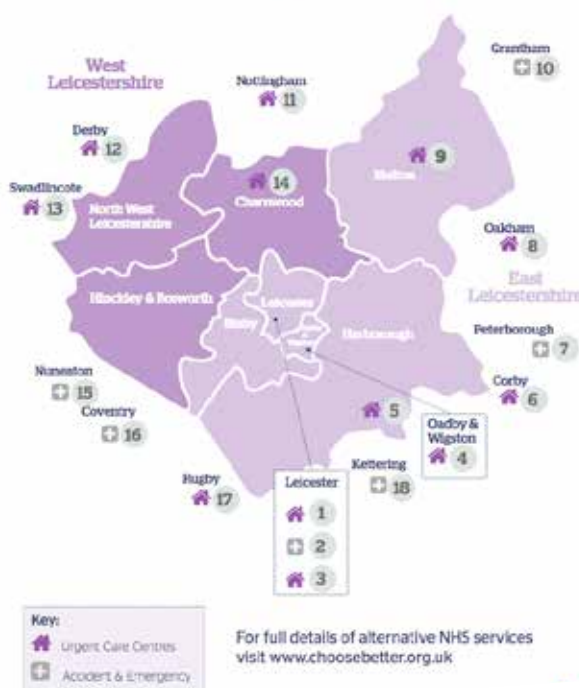 Grantham
10
West
Leicestershire
Nottingham
11
Derby
12
9
Melton
14
Charnwood
Swadlincote
13
North West
Leicestershire
Oakham
8
East
Leicestershire
Hinckley & Bosworth
Leicester
Blaby
Harborough
Peterborough
7
Nuneaton
15
Corby
6
Coventry
16
5
Oadby &
Wigston
4
Kettering
18
Rugby
17
Leicester
1
2
3
Key:
Urgent Care Centres
Accident & Emergency
For full details of alternative NHS services
visit www.choosebetter.org.uk